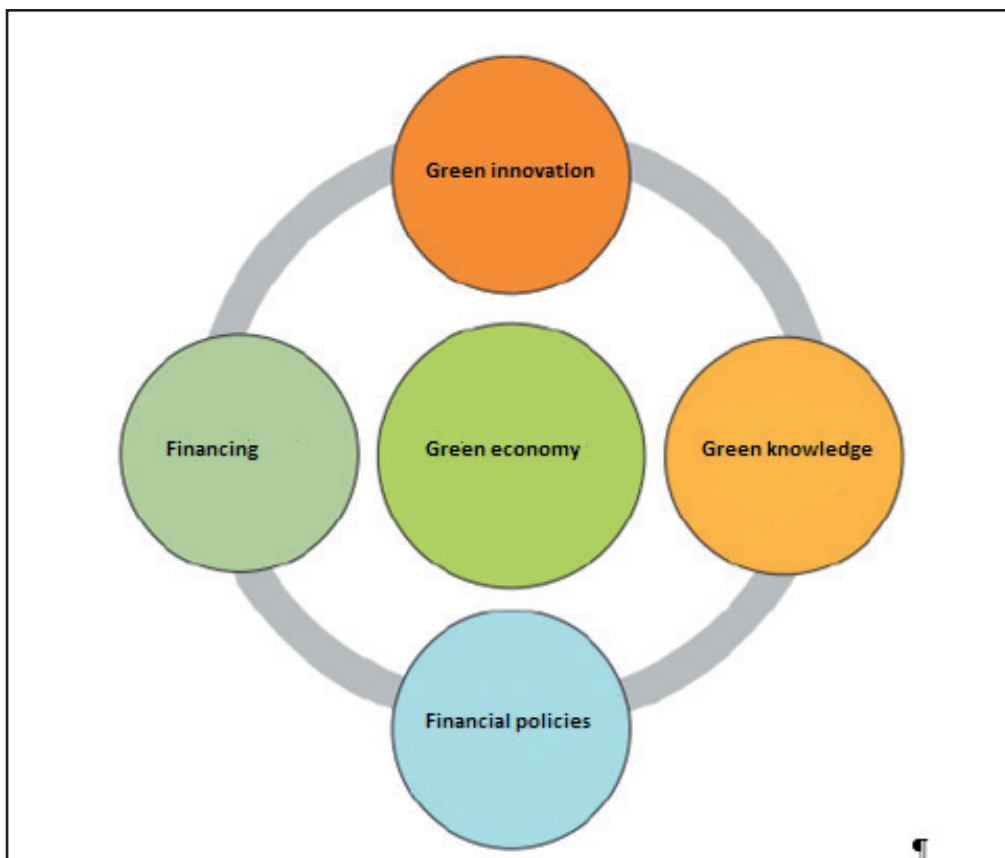 Green innovation
Financing
Green economy
Green knowledge
Financial policies
¶